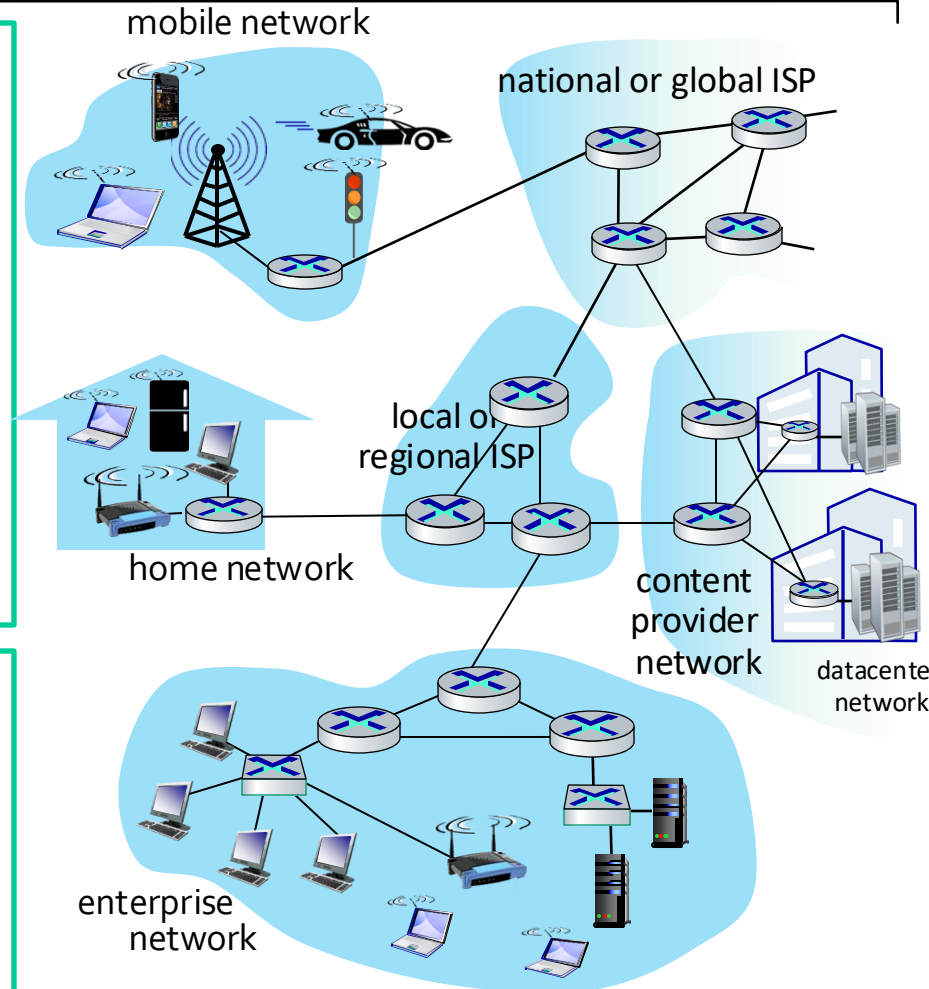 mobile network
national or global ISP
local or
regional ISP
home network
content
provider
network
datacente
network
enterprise
network